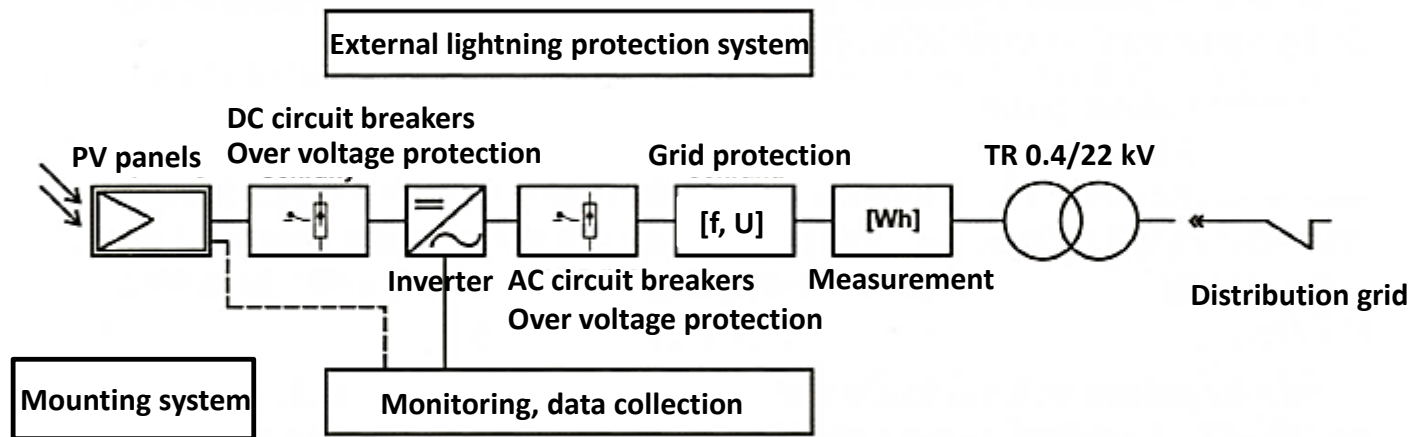 External lightning protection system
DC circuit breakers
Over voltage protection
PV panels
Grid protection
TR 0.4/22 kV
[f, U]
[Wh]
Inverter
AC circuit breakers
Over voltage protection
Measurement
Distribution grid
Mounting system
Monitoring, data collection